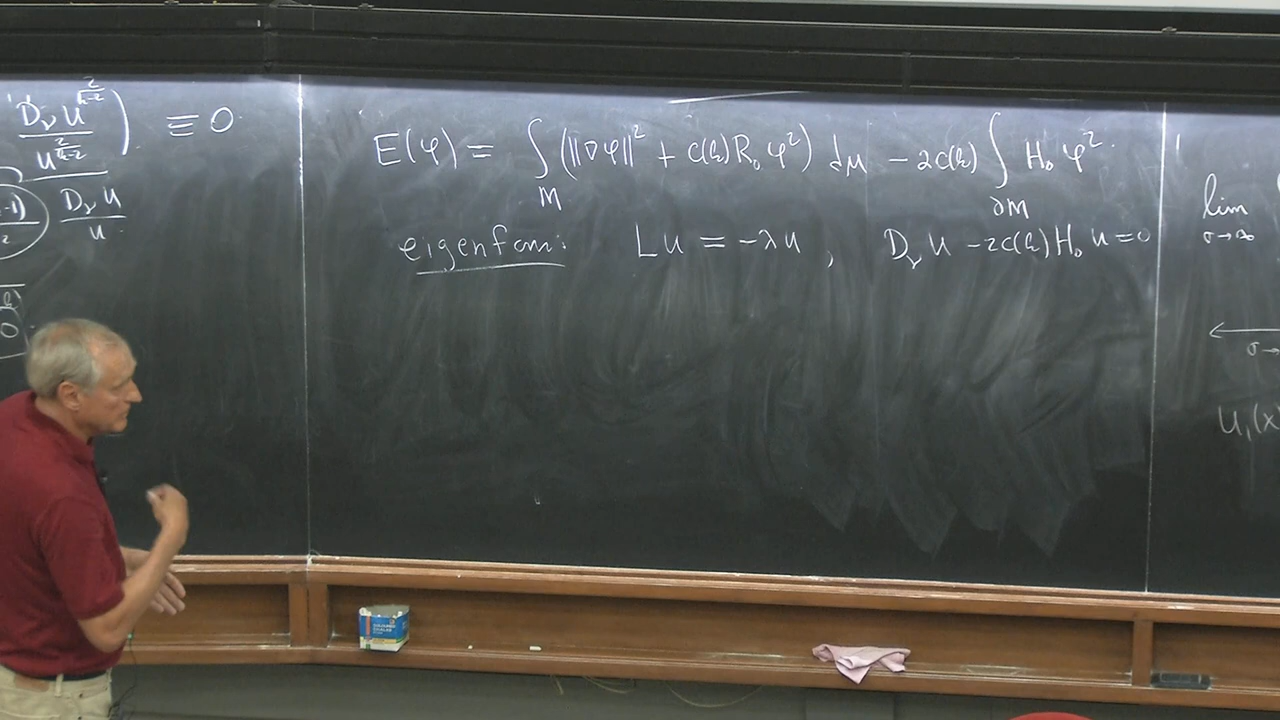 D_ν u^{2/(n-2)} / u^{2/(n-2)} ) ≡ 0
D_ν u / u
E(φ) = ∫_M (‖∇φ‖² + c(n) R₀ φ²) dμ − 2c(n) ∫_{∂M} H₀ φ²
eigenfcn: Lu = −λu , D_ν u − 2c(n) H₀ u = 0
lim
σ→∞
u₁(x